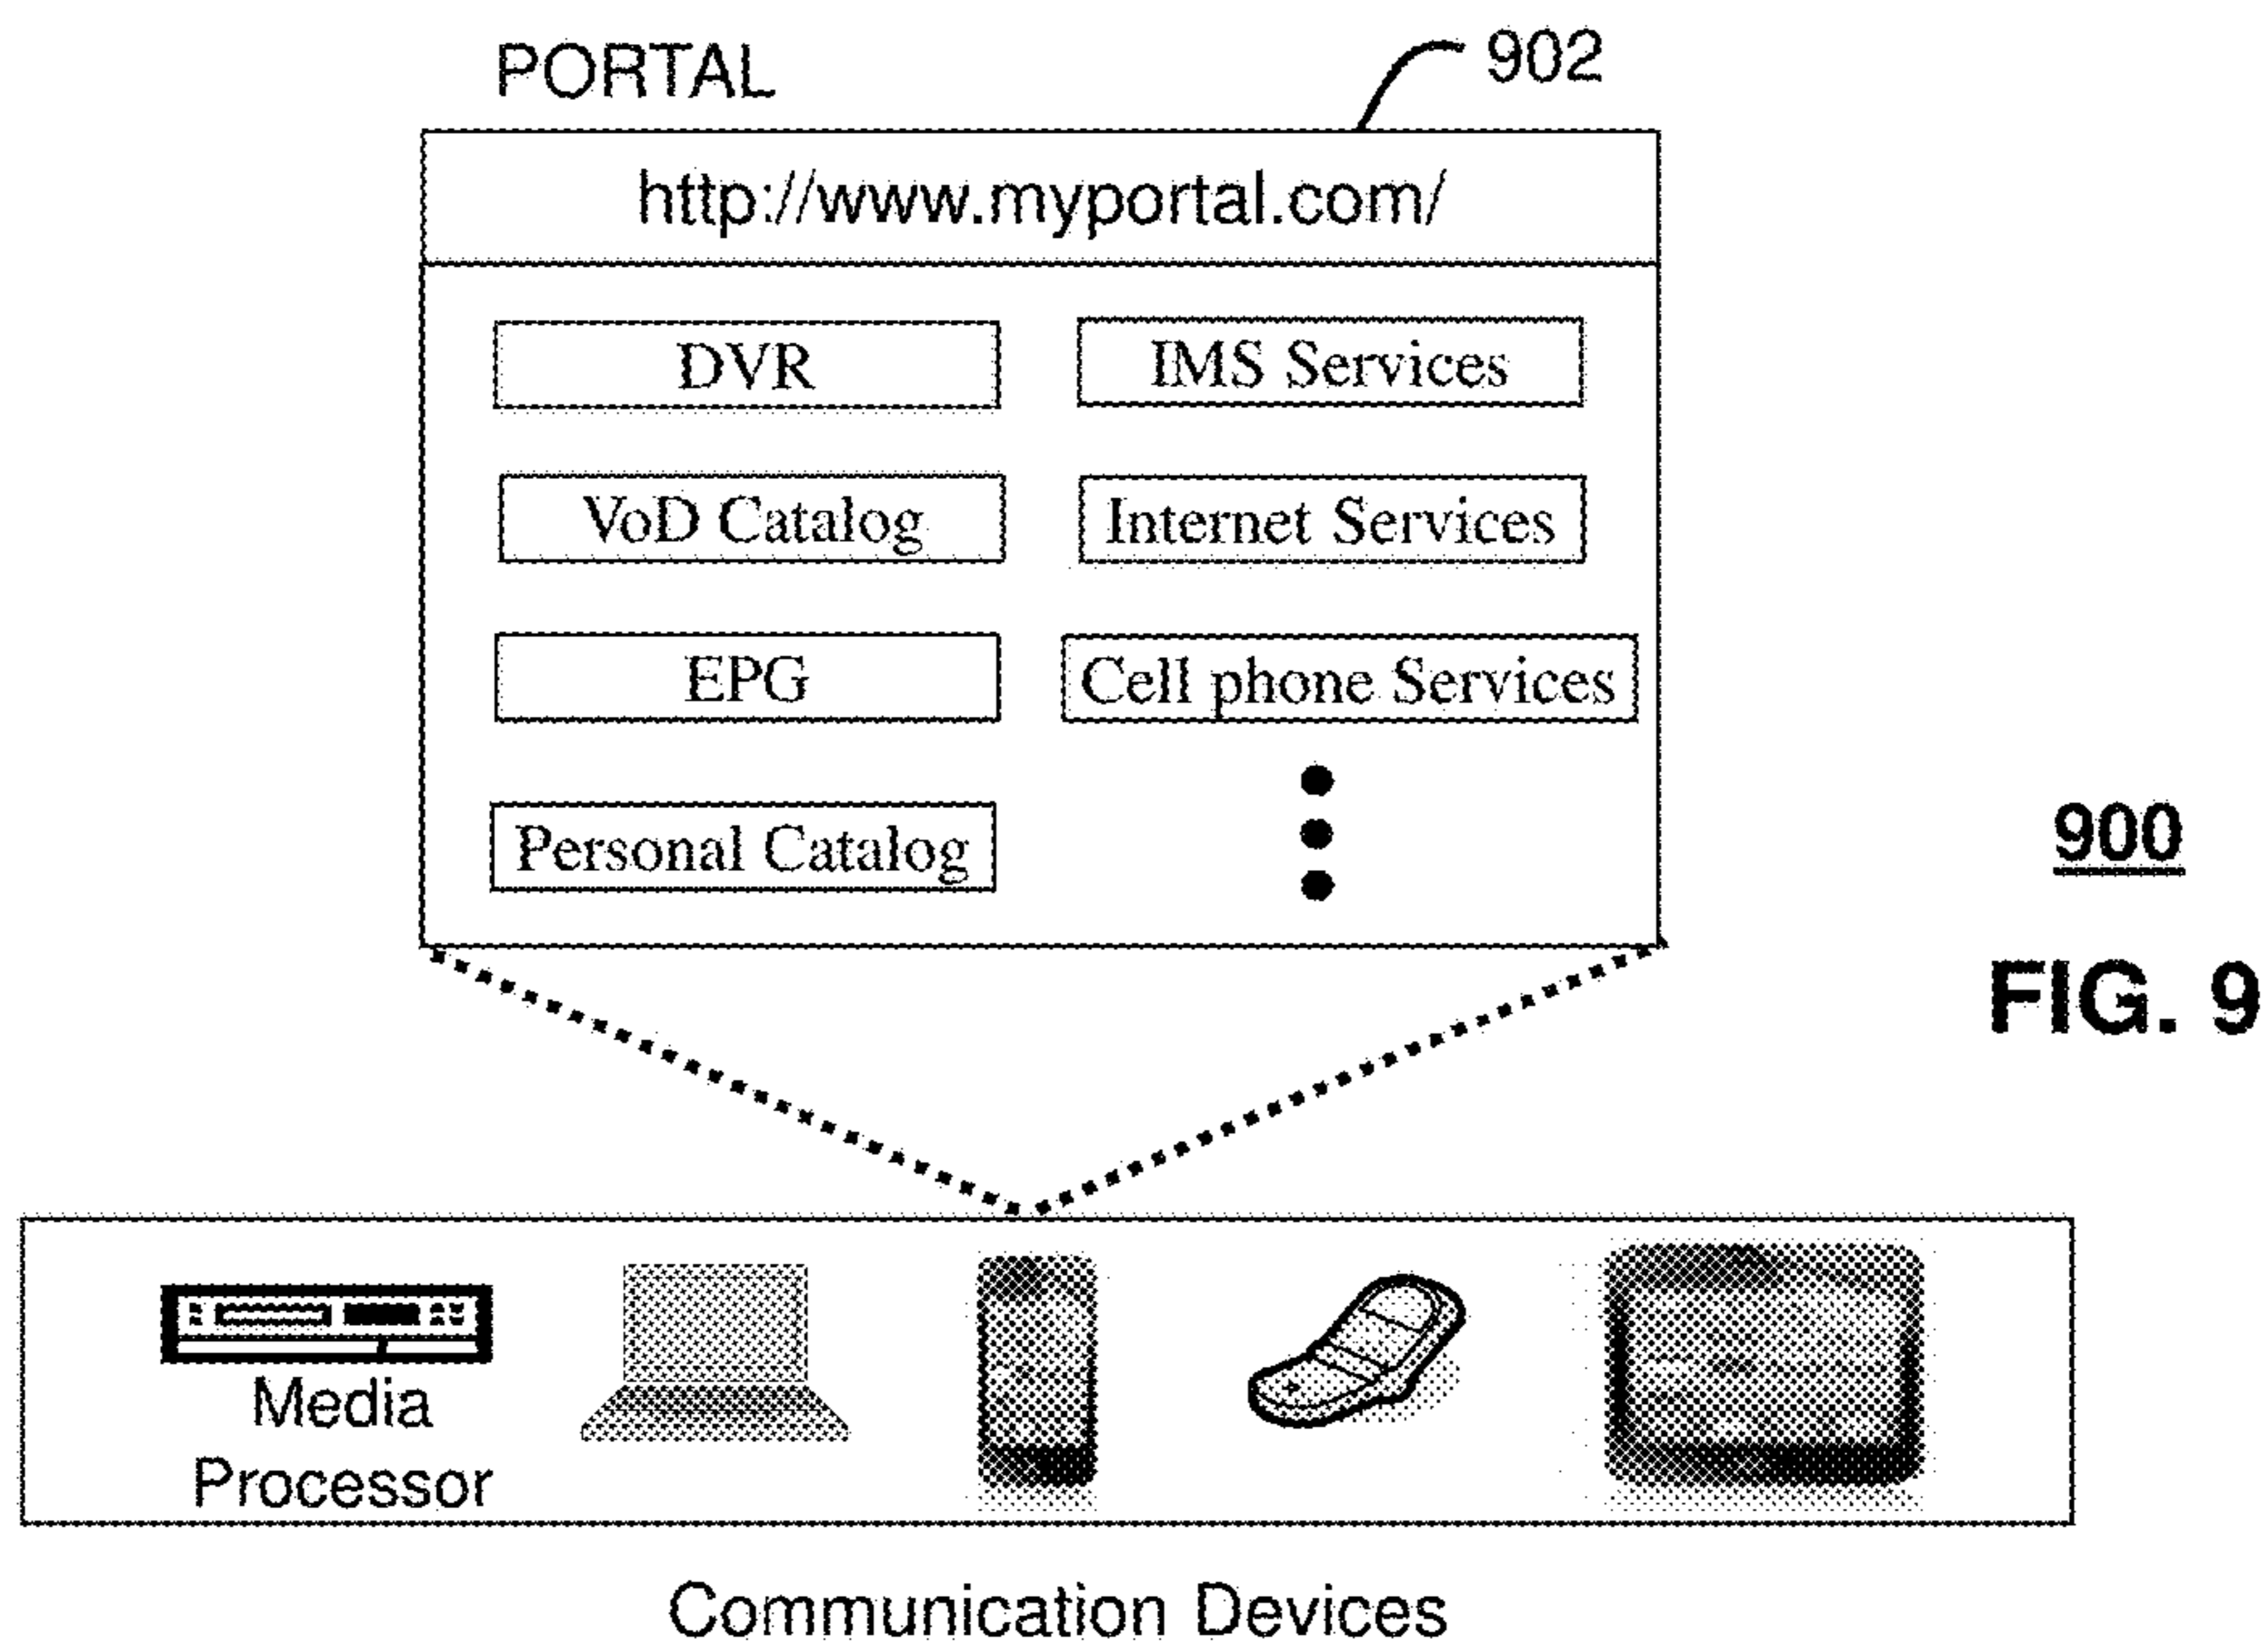 PORTAL
902
http://www.myportal.com/
DVR
IMS Services
VoD Catalog
Internet Services
EPG
Cell phone Services
Personal Catalog
900
FIG. 9
Media
Processor
Communication Devices